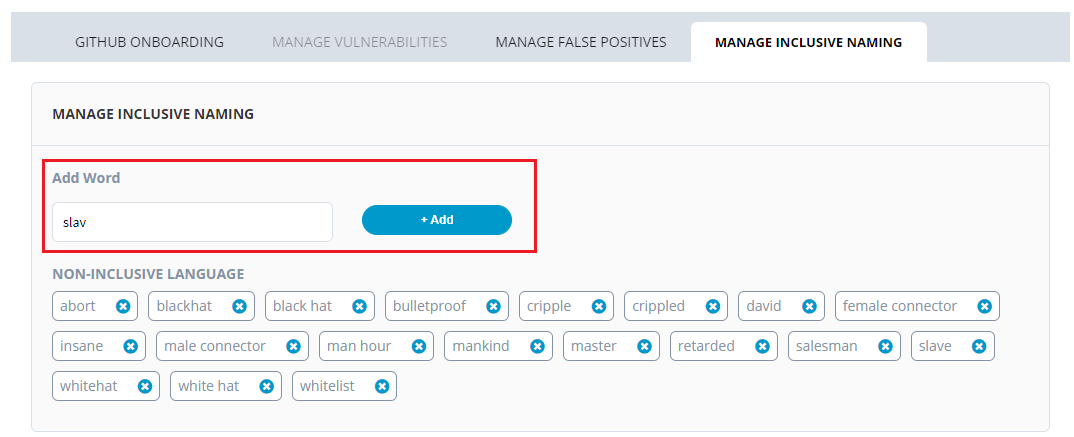 GITHUB ONBOARDING MANAGE VULNERABILITIES MANAGE FALSE POSITIVES MANAGE INCLUSIVE NAMING
MANAGE INCLUSIVE NAMING
Add Word
slav + Add
NON-INCLUSIVE LANGUAGE
abort blackhat black hat bulletproof cripple crippled david female connector
insane male connector man hour mankind master retarded salesman slave
whitehat white hat whitelist